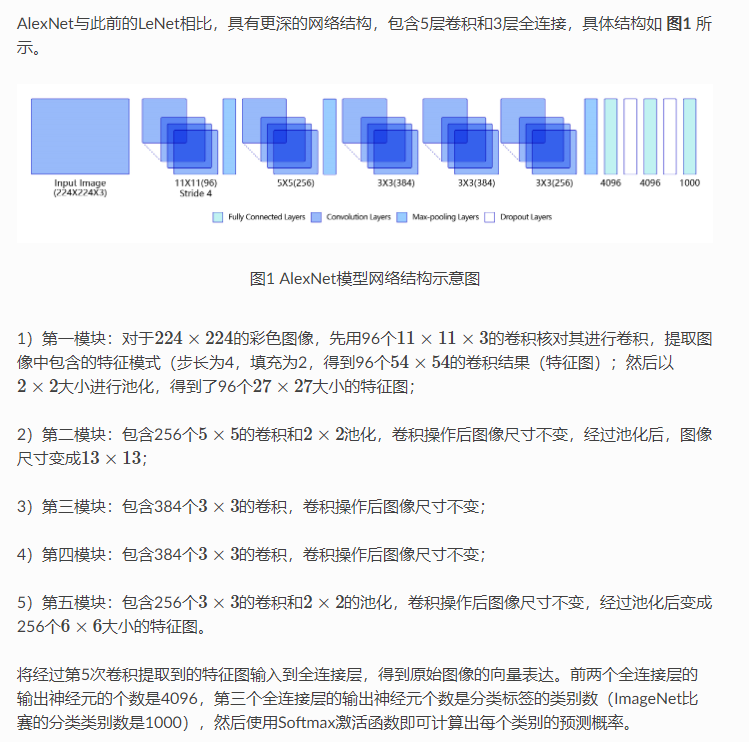 AlexNet与此前的LeNet相比，具有更深的网络结构，包含5层卷积和3层全连接，具体结构如 图1 所
示。
Input Image
(224X224X3)
11X11(96)
Stride 4
5X5(256)
3X3(384)
3X3(384)
3X3(256)
4096
4096
1000
Fully Connected Layers
Convolution Layers
Max-pooling Layers
Dropout Layers
图1 AlexNet模型网络结构示意图
1）第一模块：对于224 × 224的彩色图像，先用96个11 × 11 × 3的卷积核对其进行卷积，提取图
像中包含的特征模式（步长为4，填充为2，得到96个54 × 54的卷积结果（特征图）；然后以
2 × 2大小进行池化，得到了96个27 × 27大小的特征图；
2）第二模块：包含256个5 × 5的卷积和2 × 2池化，卷积操作后图像尺寸不变，经过池化后，图像
尺寸变成13 × 13；
3）第三模块：包含384个3 × 3的卷积，卷积操作后图像尺寸不变；
4）第四模块：包含384个3 × 3的卷积，卷积操作后图像尺寸不变；
5）第五模块：包含256个3 × 3的卷积和2 × 2的池化，卷积操作后图像尺寸不变，经过池化后变成
256个6 × 6大小的特征图。
将经过第5次卷积提取到的特征图输入到全连接层，得到原始图像的向量表达。前两个全连接层的
输出神经元的个数是4096，第三个全连接层的输出神经元个数是分类标签的类别数（ImageNet比
赛的分类类别数是1000），然后使用Softmax激活函数即可计算出每个类别的预测概率。